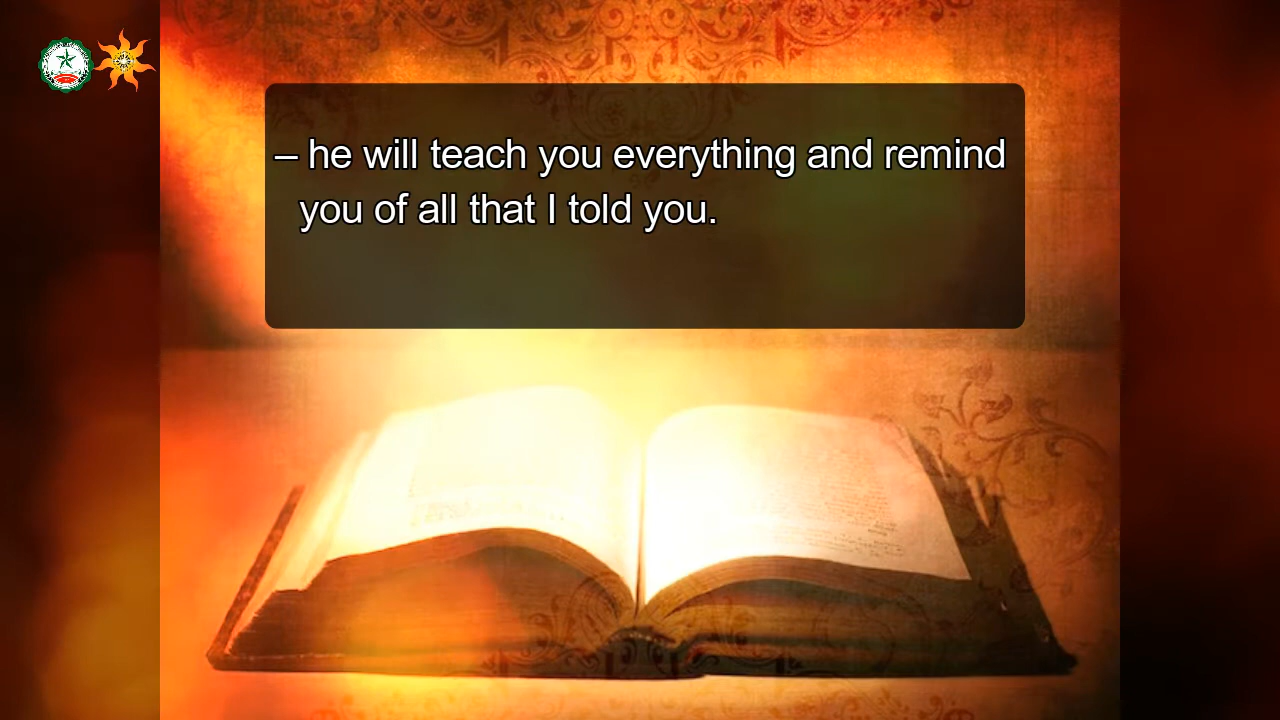 – he will teach you everything and remind
you of all that I told you.